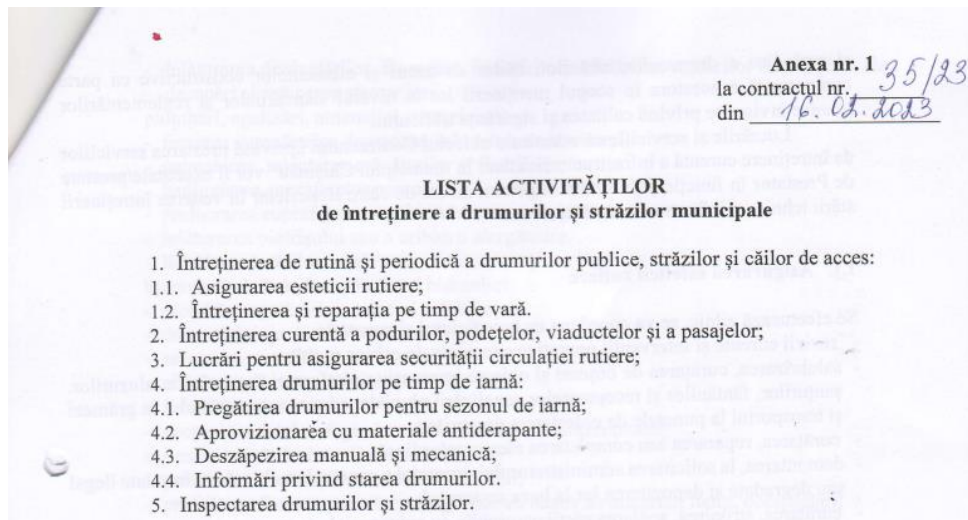 Anexa nr. 1
la contractul nr. 35/23
din 16.02.2023
LISTA ACTIVITĂȚILOR
de întreținere a drumurilor și străzilor municipale
1. Întreținerea de rutină și periodică a drumurilor publice, străzilor și căilor de acces:
1.1. Asigurarea esteticii rutiere;
1.2. Întreținerea și reparația pe timp de vară.
2. Întreținerea curentă a podurilor, podețelor, viaductelor și a pasajelor;
3. Lucrări pentru asigurarea securității circulației rutiere;
4. Întreținerea drumurilor pe timp de iarnă:
4.1. Pregătirea drumurilor pentru sezonul de iarnă;
4.2. Aprovizionarea cu materiale antiderapante;
4.3. Deszăpezirea manuală și mecanică;
4.4. Informări privind starea drumurilor.
5. Inspectarea drumurilor și străzilor.